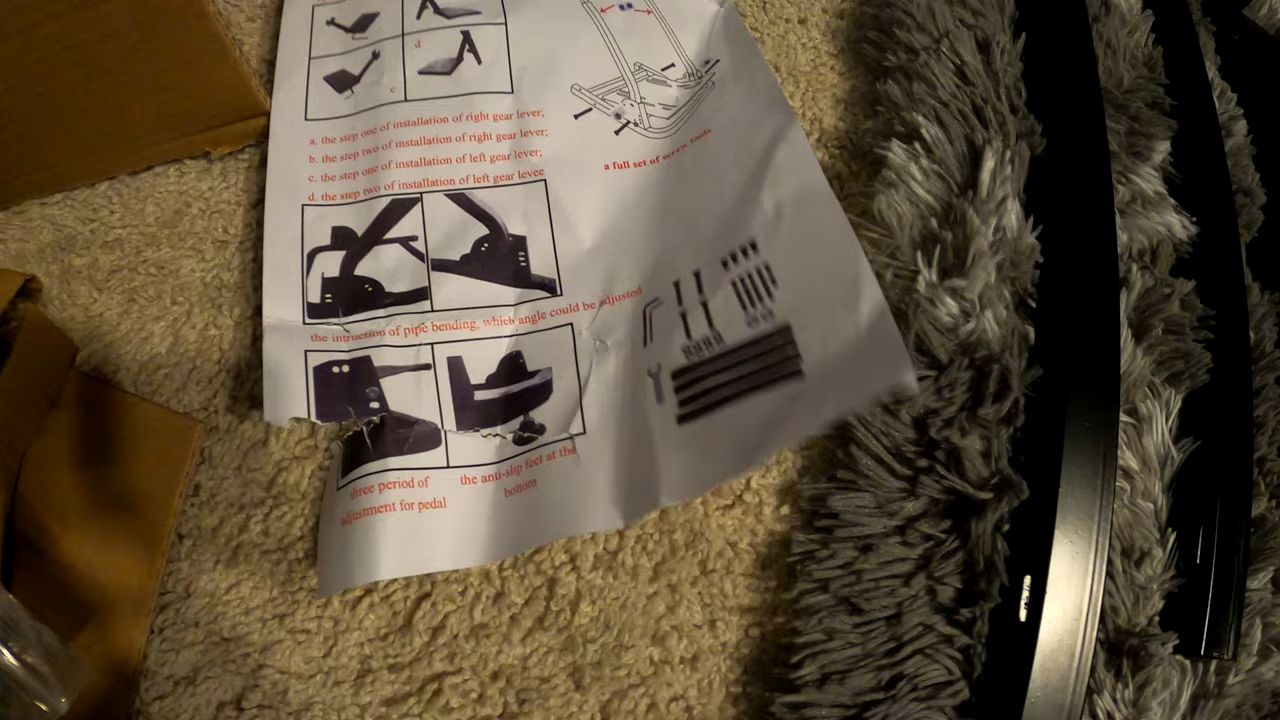 a. the step one of installation of right gear lever;
b. the step two of installation of right gear lever;
c. the step one of installation of left gear lever;
d. the step two of installation of left gear levee
d
c
a full set of screw tools
the intruction of pipe bending, which angle could be adjusted
three period of
adjustment for pedal
the anti-slip feet at the
bottom